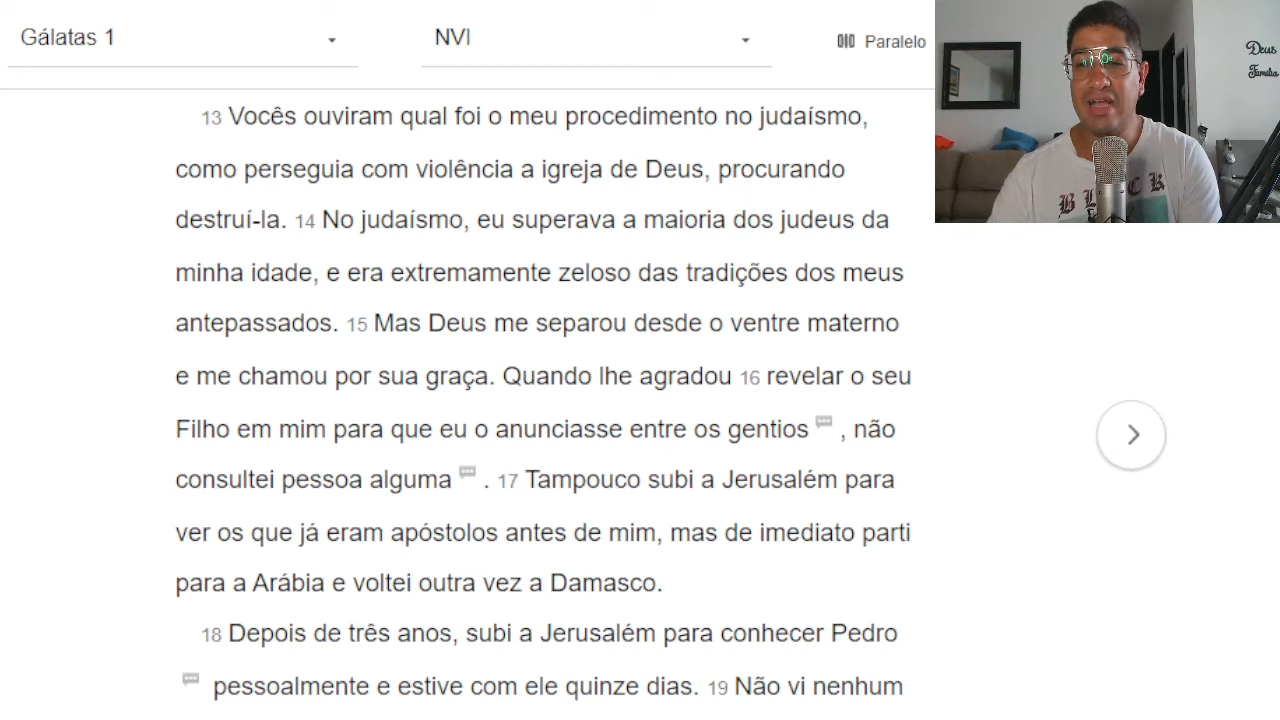 Gálatas 1
NVI
Paralelo
Deus
Família
BLCK
13 Vocês ouviram qual foi o meu procedimento no judaísmo,
como perseguia com violência a igreja de Deus, procurando
destruí-la. 14 No judaísmo, eu superava a maioria dos judeus da
minha idade, e era extremamente zeloso das tradições dos meus
antepassados. 15 Mas Deus me separou desde o ventre materno
e me chamou por sua graça. Quando lhe agradou 16 revelar o seu
Filho em mim para que eu o anunciasse entre os gentios , não
consultei pessoa alguma . 17 Tampouco subi a Jerusalém para
ver os que já eram apóstolos antes de mim, mas de imediato parti
para a Arábia e voltei outra vez a Damasco.
18 Depois de três anos, subi a Jerusalém para conhecer Pedro
pessoalmente e estive com ele quinze dias. 19 Não vi nenhum